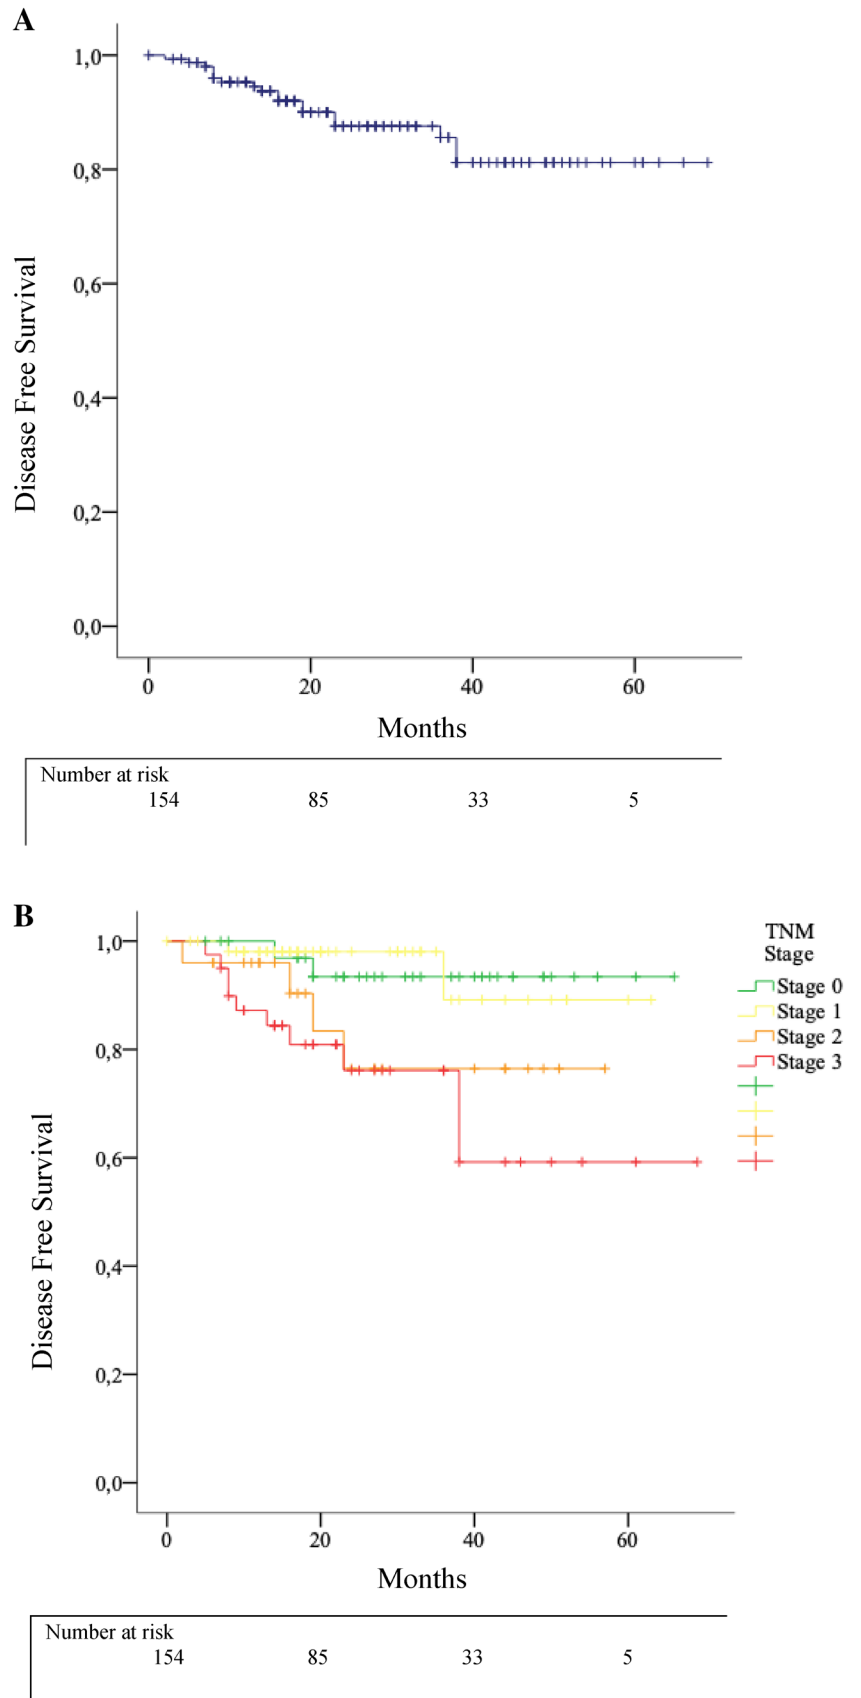 A
1,0
0,8
0,6
0,4
0,2
0,0
Disease Free Survival
0 20 40 60
Months
Number at risk
154 85 33 5
B
1,0
0,8
0,6
0,4
0,2
0,0
Disease Free Survival
0 20 40 60
Months
TNM
Stage
Stage 0
Stage 1
Stage 2
Stage 3
Number at risk
154 85 33 5